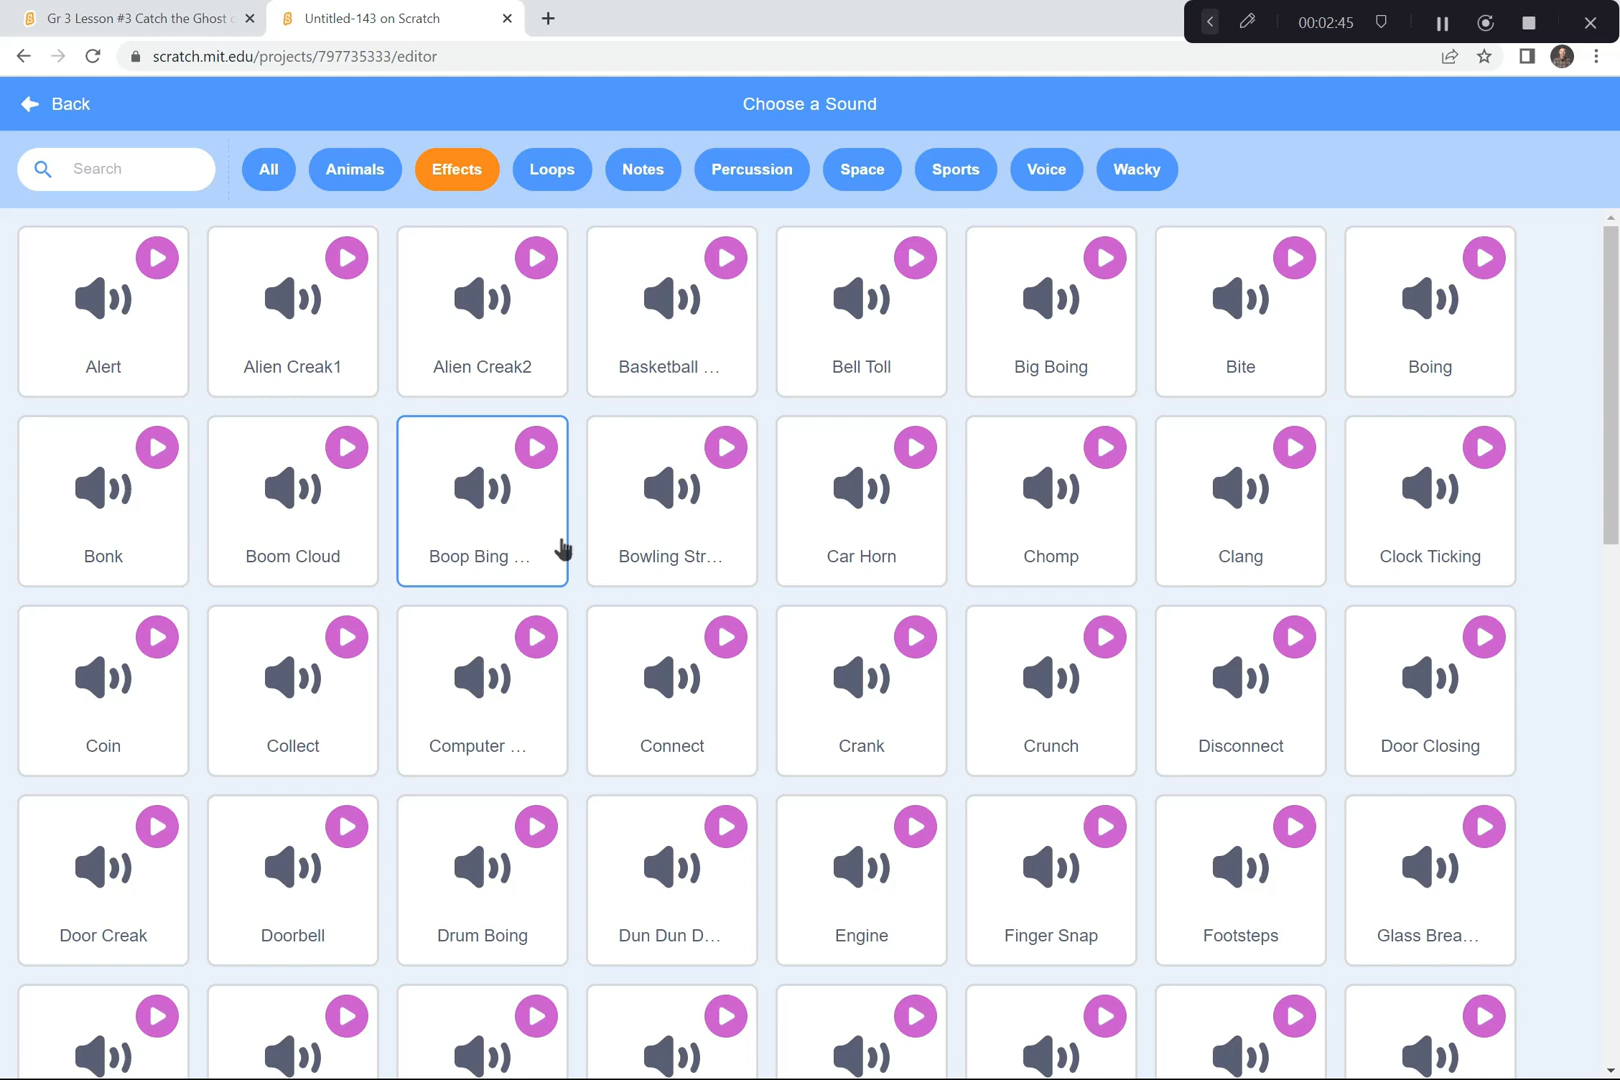 Gr 3 Lesson #3 Catch the Ghost
Untitled-143 on Scratch
00:02:45
scratch.mit.edu/projects/797735333/editor
Back
Choose a Sound
Search
All
Animals
Effects
Loops
Notes
Percussion
Space
Sports
Voice
Wacky
Alert
Alien Creak1
Alien Creak2
Basketball ...
Bell Toll
Big Boing
Bite
Boing
Bonk
Boom Cloud
Boop Bing ...
Bowling Str...
Car Horn
Chomp
Clang
Clock Ticking
Coin
Collect
Computer ...
Connect
Crank
Crunch
Disconnect
Door Closing
Door Creak
Doorbell
Drum Boing
Dun Dun D...
Engine
Finger Snap
Footsteps
Glass Brea...